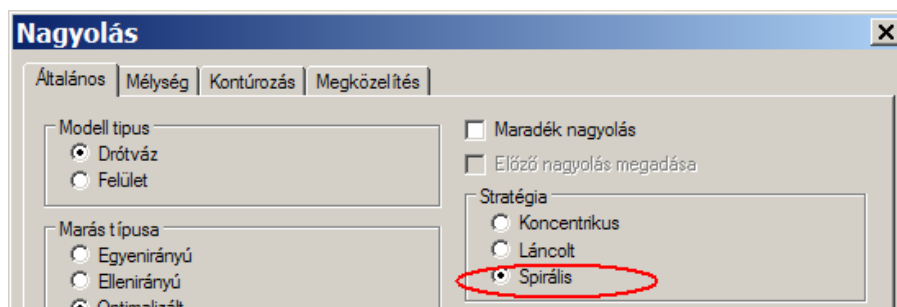 Nagyolás
Általános Mélység Kontúrozás Megközelítés
Modell tipus
Drótváz
Felület
Marás típusa
Egyenirányú
Ellenirányú
Optimalizált
Maradék nagyolás
Előző nagyolás megadása
Stratégia
Koncentrikus
Láncolt
Spirális